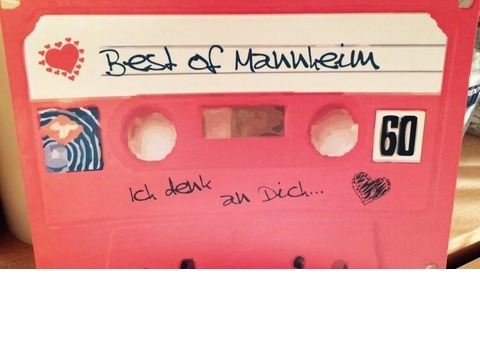 Best of Mannheim
60
Ich denk an Dich...